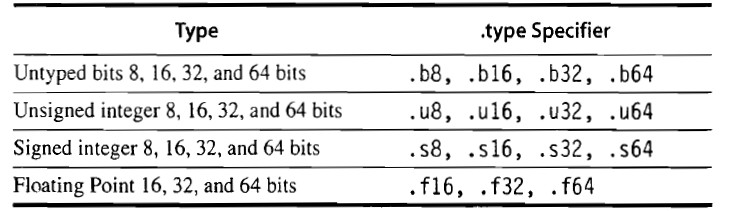 Type .type Specifier
Untyped bits 8, 16, 32, and 64 bits .b8, .b16, .b32, .b64
Unsigned integer 8, 16, 32, and 64 bits .u8, .u16, .u32, .u64
Signed integer 8, 16, 32, and 64 bits .s8, .s16, .s32, .s64
Floating Point 16, 32, and 64 bits .f16, .f32, .f64